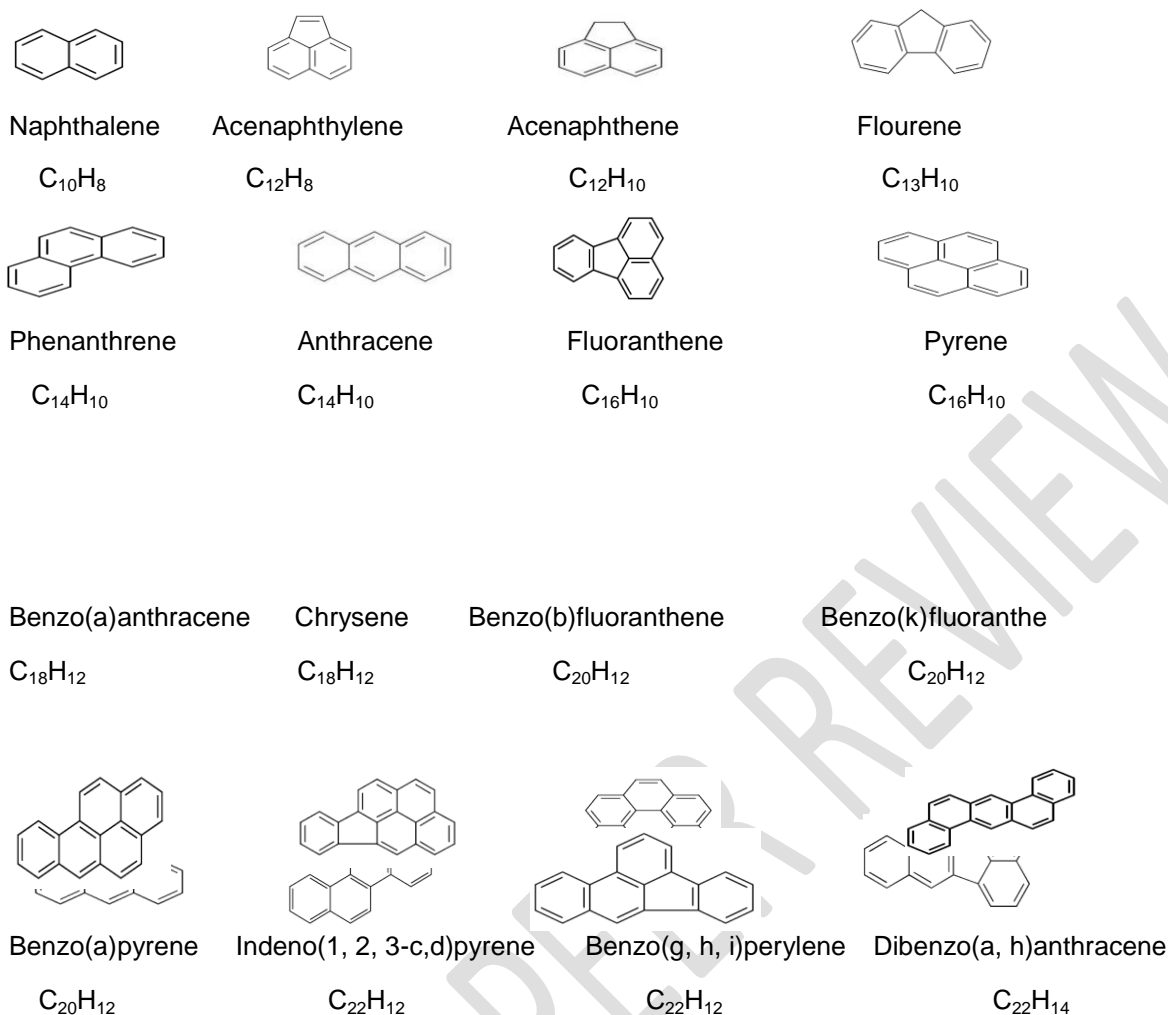 Naphthalene Acenaphthylene Acenaphthene Flourene
C₁₀H₈ C₁₂H₈ C₁₂H₁₀ C₁₃H₁₀
Phenanthrene Anthracene Fluoranthene Pyrene
C₁₄H₁₀ C₁₄H₁₀ C₁₆H₁₀ C₁₆H₁₀
Benzo(a)anthracene Chrysene Benzo(b)fluoranthene Benzo(k)fluoranthe
C₁₈H₁₂ C₁₈H₁₂ C₂₀H₁₂ C₂₀H₁₂
Benzo(a)pyrene Indeno(1, 2, 3-c,d)pyrene Benzo(g, h, i)perylene Dibenzo(a, h)anthracene
C₂₀H₁₂ C₂₂H₁₂ C₂₂H₁₂ C₂₂H₁₄
PEER REVIEW